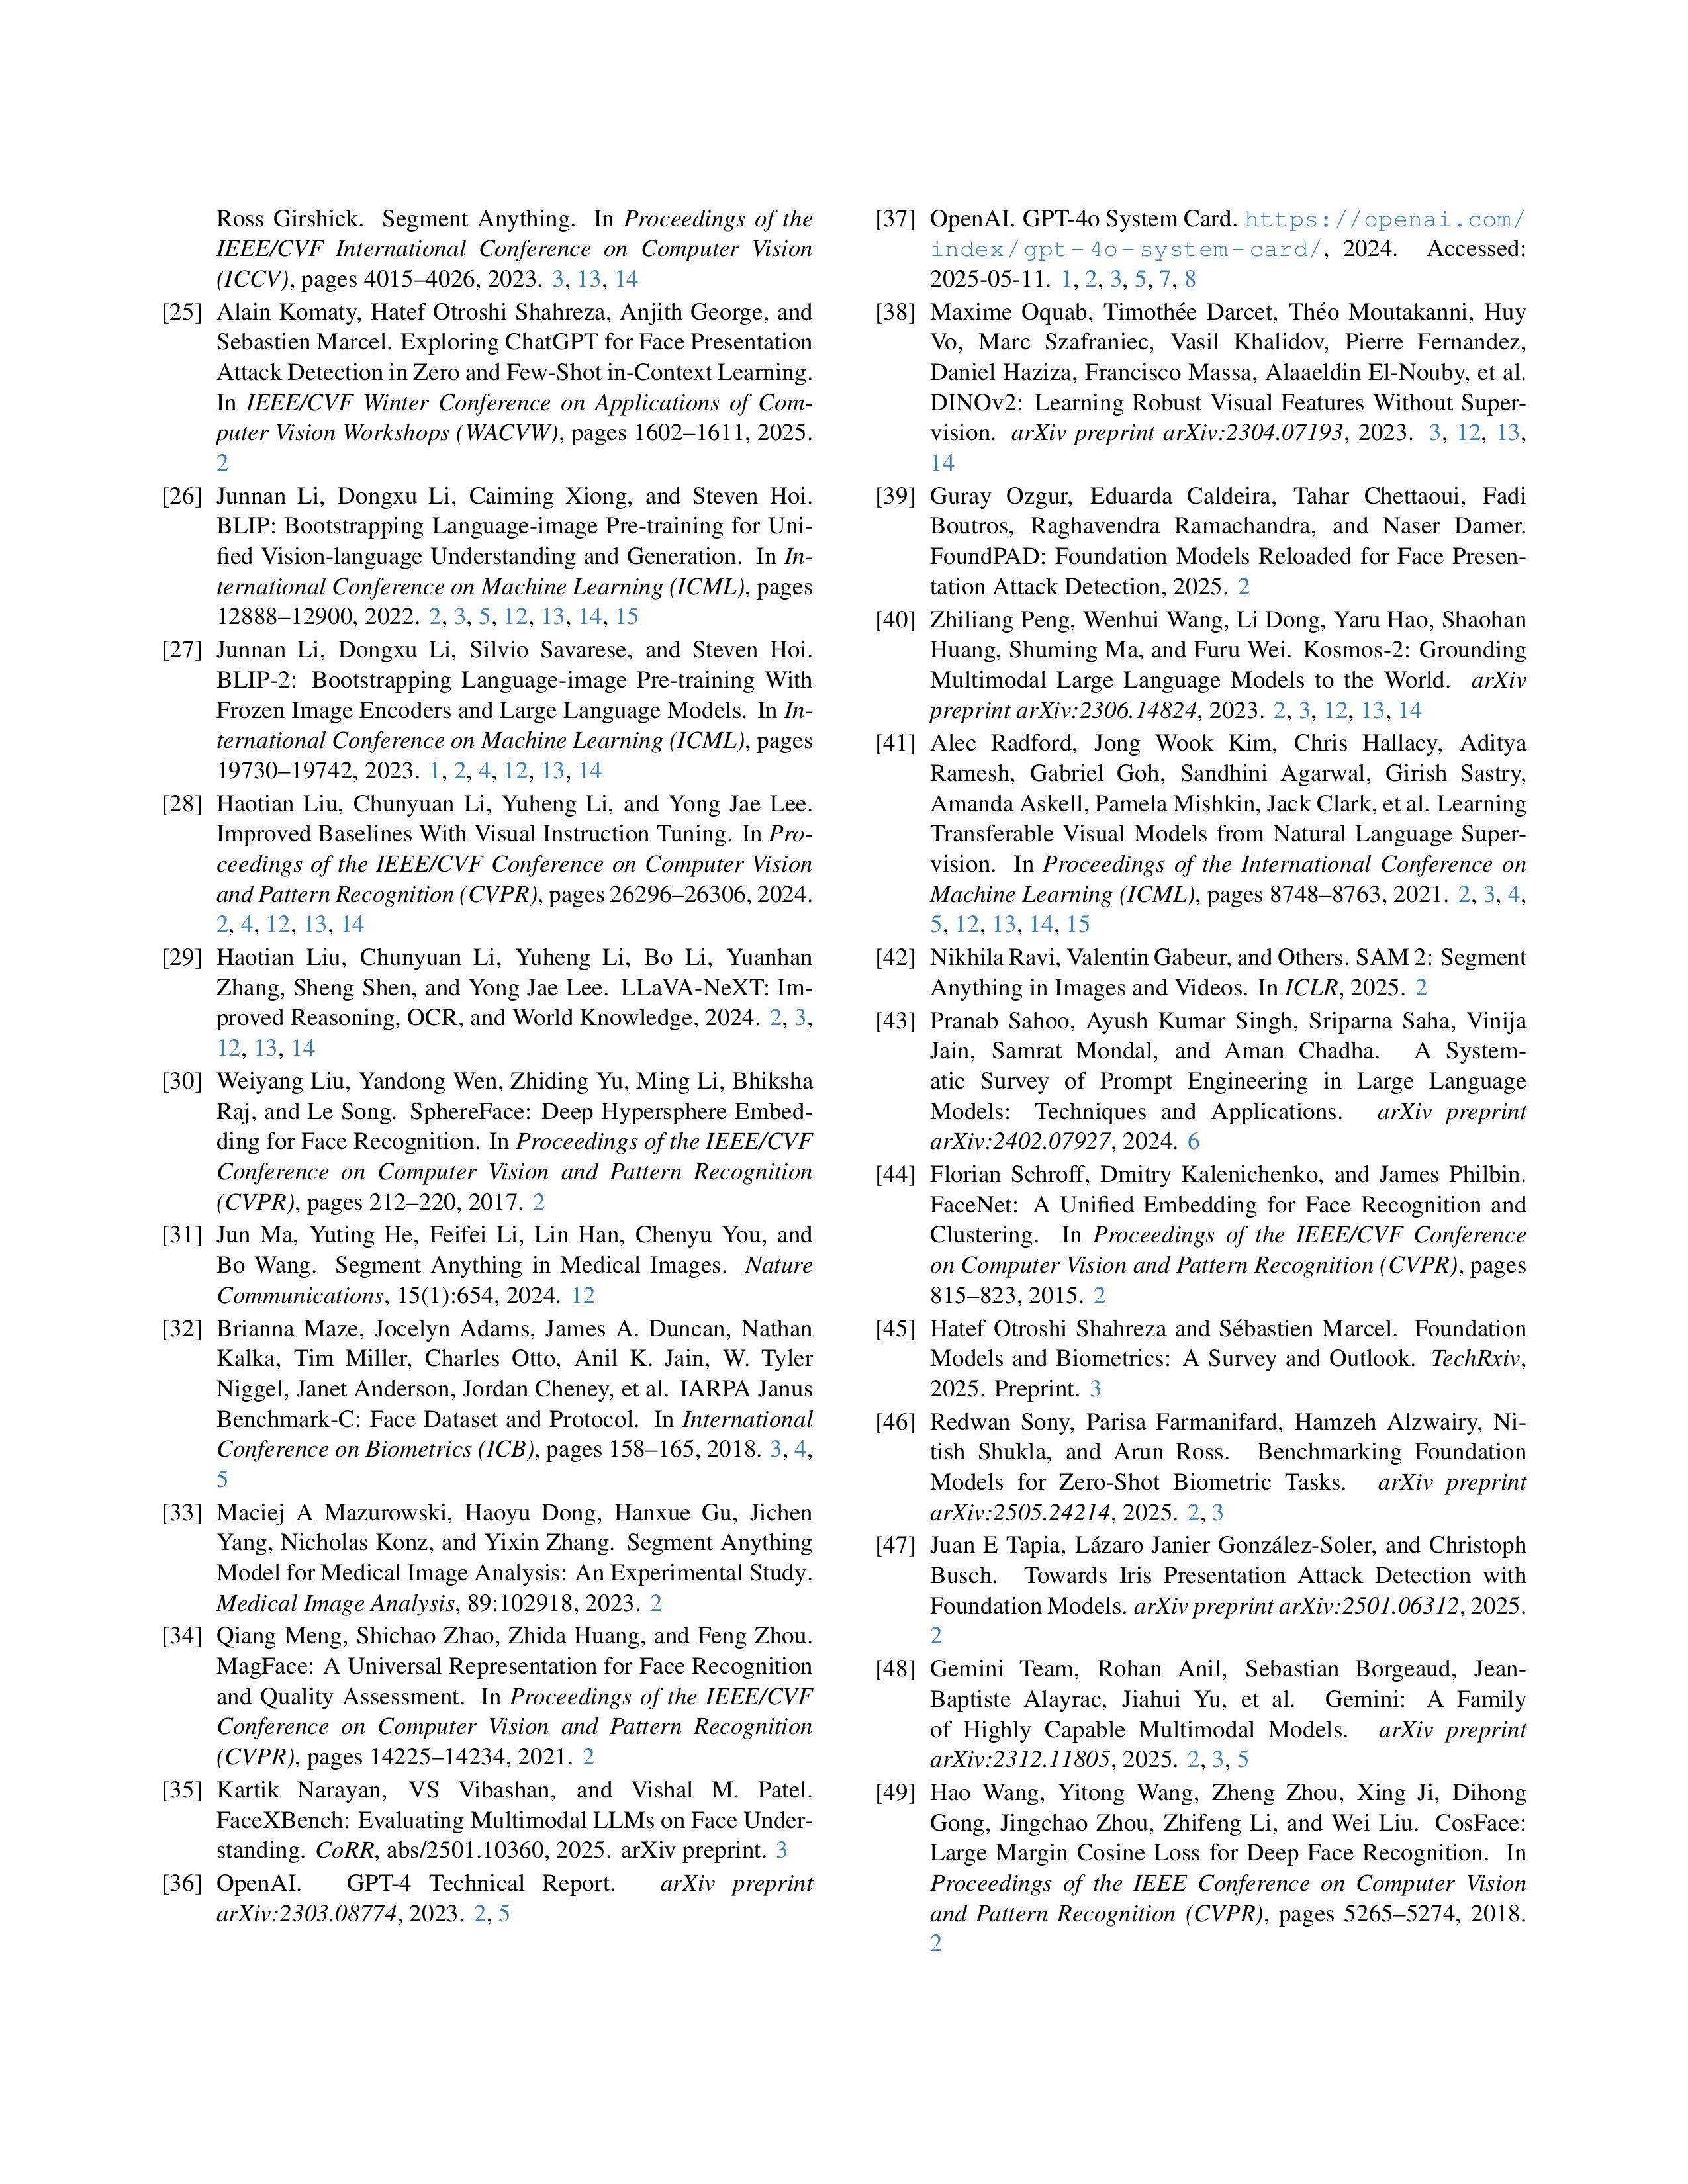 Ross Girshick. Segment Anything. In Proceedings of the
IEEE/CVF International Conference on Computer Vision
(ICCV), pages 4015–4026, 2023. 3, 13, 14
[25] Alain Komaty, Hatef Otroshi Shahreza, Anjith George, and
Sebastien Marcel. Exploring ChatGPT for Face Presentation
Attack Detection in Zero and Few-Shot in-Context Learning.
In IEEE/CVF Winter Conference on Applications of Com-
puter Vision Workshops (WACVW), pages 1602–1611, 2025.
2
[26] Junnan Li, Dongxu Li, Caiming Xiong, and Steven Hoi.
BLIP: Bootstrapping Language-image Pre-training for Uni-
fied Vision-language Understanding and Generation. In In-
ternational Conference on Machine Learning (ICML), pages
12888–12900, 2022. 2, 3, 5, 12, 13, 14, 15
[27] Junnan Li, Dongxu Li, Silvio Savarese, and Steven Hoi.
BLIP-2: Bootstrapping Language-image Pre-training With
Frozen Image Encoders and Large Language Models. In In-
ternational Conference on Machine Learning (ICML), pages
19730–19742, 2023. 1, 2, 4, 12, 13, 14
[28] Haotian Liu, Chunyuan Li, Yuheng Li, and Yong Jae Lee.
Improved Baselines With Visual Instruction Tuning. In Pro-
ceedings of the IEEE/CVF Conference on Computer Vision
and Pattern Recognition (CVPR), pages 26296–26306, 2024.
2, 4, 12, 13, 14
[29] Haotian Liu, Chunyuan Li, Yuheng Li, Bo Li, Yuanhan
Zhang, Sheng Shen, and Yong Jae Lee. LLaVA-NeXT: Im-
proved Reasoning, OCR, and World Knowledge, 2024. 2, 3,
12, 13, 14
[30] Weiyang Liu, Yandong Wen, Zhiding Yu, Ming Li, Bhiksha
Raj, and Le Song. SphereFace: Deep Hypersphere Embed-
ding for Face Recognition. In Proceedings of the IEEE/CVF
Conference on Computer Vision and Pattern Recognition
(CVPR), pages 212–220, 2017. 2
[31] Jun Ma, Yuting He, Feifei Li, Lin Han, Chenyu You, and
Bo Wang. Segment Anything in Medical Images. Nature
Communications, 15(1):654, 2024. 12
[32] Brianna Maze, Jocelyn Adams, James A. Duncan, Nathan
Kalka, Tim Miller, Charles Otto, Anil K. Jain, W. Tyler
Niggel, Janet Anderson, Jordan Cheney, et al. IARPA Janus
Benchmark-C: Face Dataset and Protocol. In International
Conference on Biometrics (ICB), pages 158–165, 2018. 3, 4,
5
[33] Maciej A Mazurowski, Haoyu Dong, Hanxue Gu, Jichen
Yang, Nicholas Konz, and Yixin Zhang. Segment Anything
Model for Medical Image Analysis: An Experimental Study.
Medical Image Analysis, 89:102918, 2023. 2
[34] Qiang Meng, Shichao Zhao, Zhida Huang, and Feng Zhou.
MagFace: A Universal Representation for Face Recognition
and Quality Assessment. In Proceedings of the IEEE/CVF
Conference on Computer Vision and Pattern Recognition
(CVPR), pages 14225–14234, 2021. 2
[35] Kartik Narayan, VS Vibashan, and Vishal M. Patel.
FaceXBench: Evaluating Multimodal LLMs on Face Under-
standing. CoRR, abs/2501.10360, 2025. arXiv preprint. 3
[36] OpenAI. GPT-4 Technical Report. arXiv preprint
arXiv:2303.08774, 2023. 2, 5
[37] OpenAI. GPT-4o System Card. https://openai.com/
index/gpt-4o-system-card/, 2024. Accessed:
2025-05-11. 1, 2, 3, 5, 7, 8
[38] Maxime Oquab, Timothée Darcet, Théo Moutakanni, Huy
Vo, Marc Szafraniec, Vasil Khalidov, Pierre Fernandez,
Daniel Haziza, Francisco Massa, Alaaeldin El-Nouby, et al.
DINOv2: Learning Robust Visual Features Without Super-
vision. arXiv preprint arXiv:2304.07193, 2023. 3, 12, 13,
14
[39] Guray Ozgur, Eduarda Caldeira, Tahar Chettaoui, Fadi
Boutros, Raghavendra Ramachandra, and Naser Damer.
FoundPAD: Foundation Models Reloaded for Face Presen-
tation Attack Detection, 2025. 2
[40] Zhiliang Peng, Wenhui Wang, Li Dong, Yaru Hao, Shaohan
Huang, Shuming Ma, and Furu Wei. Kosmos-2: Grounding
Multimodal Large Language Models to the World. arXiv
preprint arXiv:2306.14824, 2023. 2, 3, 12, 13, 14
[41] Alec Radford, Jong Wook Kim, Chris Hallacy, Aditya
Ramesh, Gabriel Goh, Sandhini Agarwal, Girish Sastry,
Amanda Askell, Pamela Mishkin, Jack Clark, et al. Learning
Transferable Visual Models from Natural Language Super-
vision. In Proceedings of the International Conference on
Machine Learning (ICML), pages 8748–8763, 2021. 2, 3, 4,
5, 12, 13, 14, 15
[42] Nikhila Ravi, Valentin Gabeur, and Others. SAM 2: Segment
Anything in Images and Videos. In ICLR, 2025. 2
[43] Pranab Sahoo, Ayush Kumar Singh, Sriparna Saha, Vinija
Jain, Samrat Mondal, and Aman Chadha. A System-
atic Survey of Prompt Engineering in Large Language
Models: Techniques and Applications. arXiv preprint
arXiv:2402.07927, 2024. 6
[44] Florian Schroff, Dmitry Kalenichenko, and James Philbin.
FaceNet: A Unified Embedding for Face Recognition and
Clustering. In Proceedings of the IEEE/CVF Conference
on Computer Vision and Pattern Recognition (CVPR), pages
815–823, 2015. 2
[45] Hatef Otroshi Shahreza and Sébastien Marcel. Foundation
Models and Biometrics: A Survey and Outlook. TechRxiv,
2025. Preprint. 3
[46] Redwan Sony, Parisa Farmanifard, Hamzeh Alzwairy, Ni-
tish Shukla, and Arun Ross. Benchmarking Foundation
Models for Zero-Shot Biometric Tasks. arXiv preprint
arXiv:2505.24214, 2025. 2, 3
[47] Juan E Tapia, Lázaro Janier González-Soler, and Christoph
Busch. Towards Iris Presentation Attack Detection with
Foundation Models. arXiv preprint arXiv:2501.06312, 2025.
2
[48] Gemini Team, Rohan Anil, Sebastian Borgeaud, Jean-
Baptiste Alayrac, Jiahui Yu, et al. Gemini: A Family
of Highly Capable Multimodal Models. arXiv preprint
arXiv:2312.11805, 2025. 2, 3, 5
[49] Hao Wang, Yitong Wang, Zheng Zhou, Xing Ji, Dihong
Gong, Jingchao Zhou, Zhifeng Li, and Wei Liu. CosFace:
Large Margin Cosine Loss for Deep Face Recognition. In
Proceedings of the IEEE Conference on Computer Vision
and Pattern Recognition (CVPR), pages 5265–5274, 2018.
2